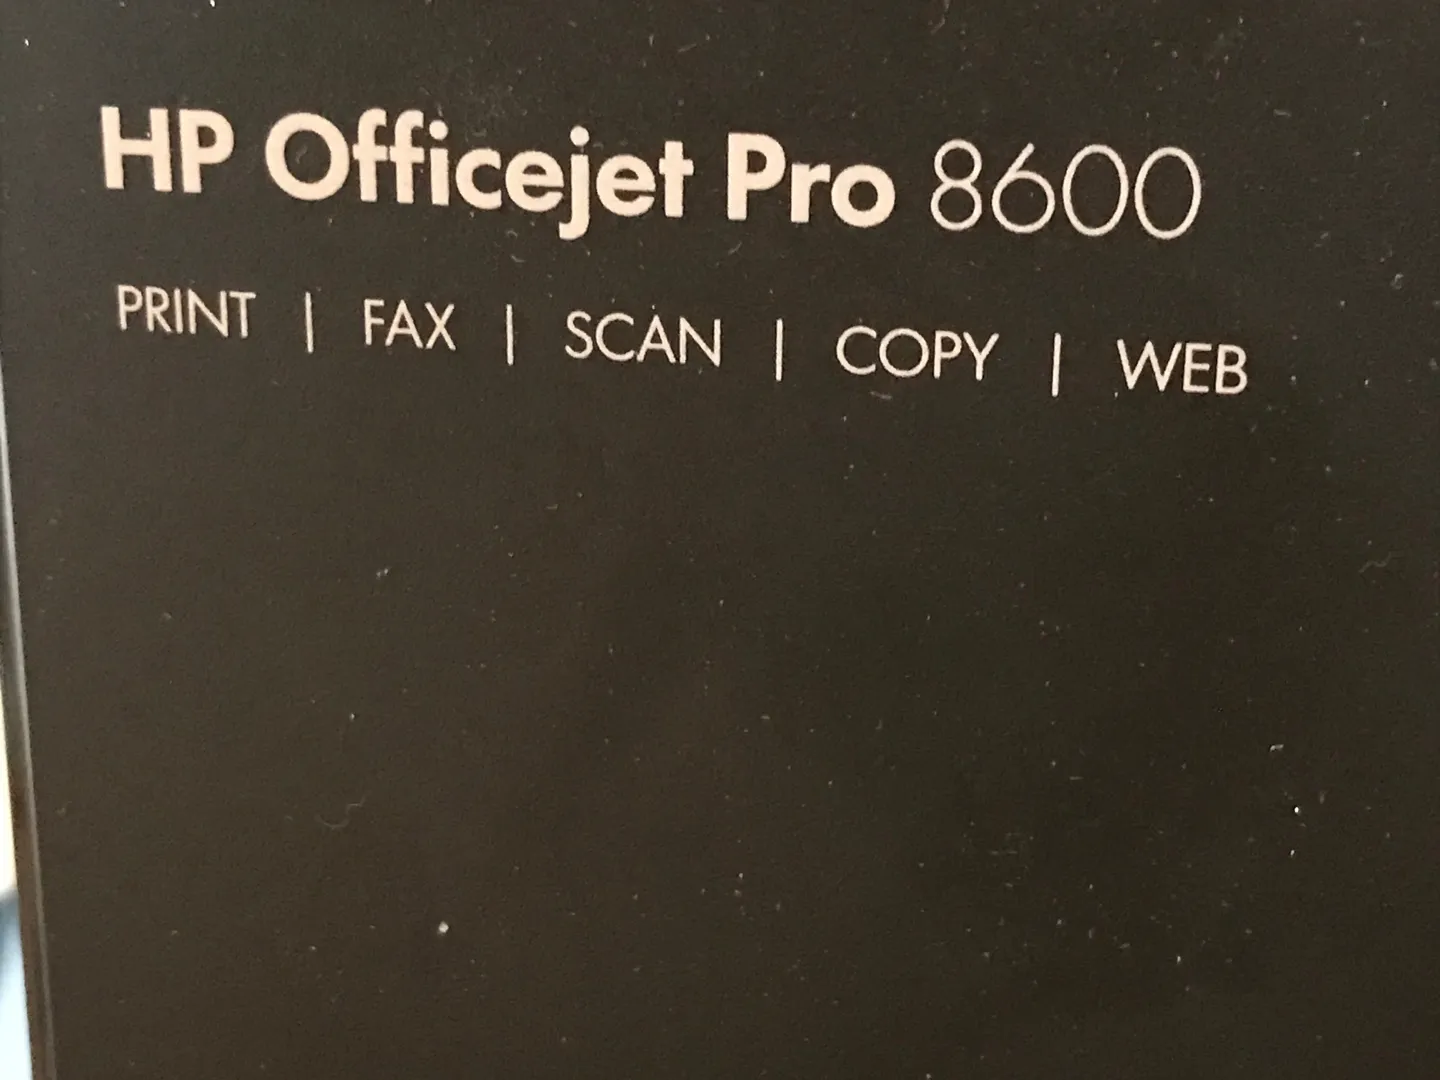 HP Officejet Pro 8600
PRINT | FAX | SCAN | COPY | WEB